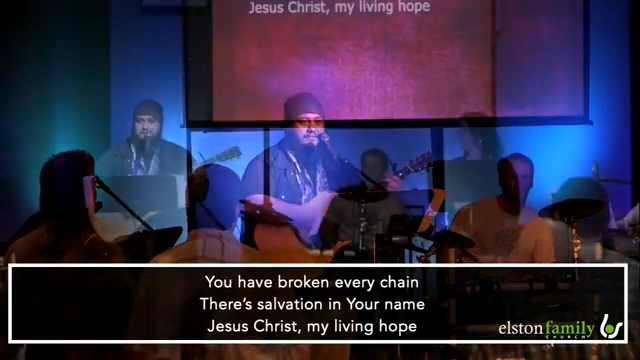 Jesus Christ, my living hope
You have broken every chain
There's salvation in Your name
Jesus Christ, my living hope
elston family
CHURCH